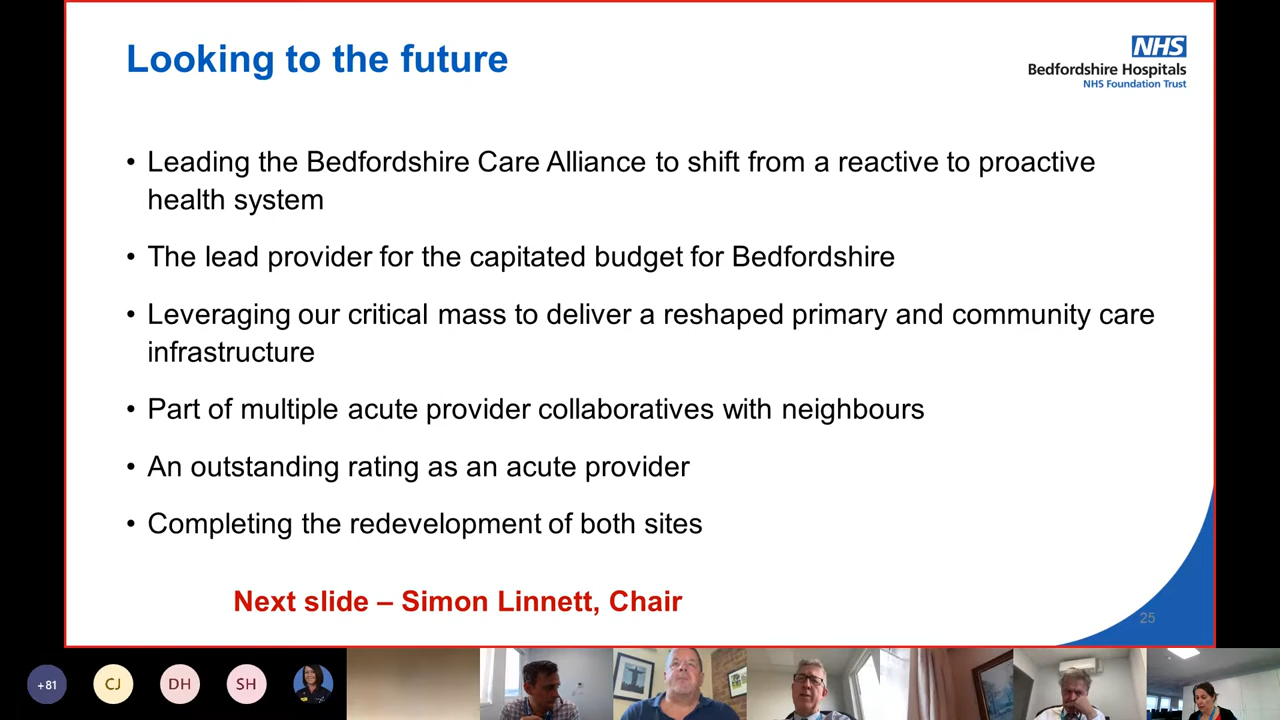 Looking to the future
NHS
Bedfordshire Hospitals
NHS Foundation Trust
• Leading the Bedfordshire Care Alliance to shift from a reactive to proactive
health system
• The lead provider for the capitated budget for Bedfordshire
• Leveraging our critical mass to deliver a reshaped primary and community care
infrastructure
• Part of multiple acute provider collaboratives with neighbours
• An outstanding rating as an acute provider
• Completing the redevelopment of both sites
Next slide – Simon Linnett, Chair
25
+81
CJ
DH
SH